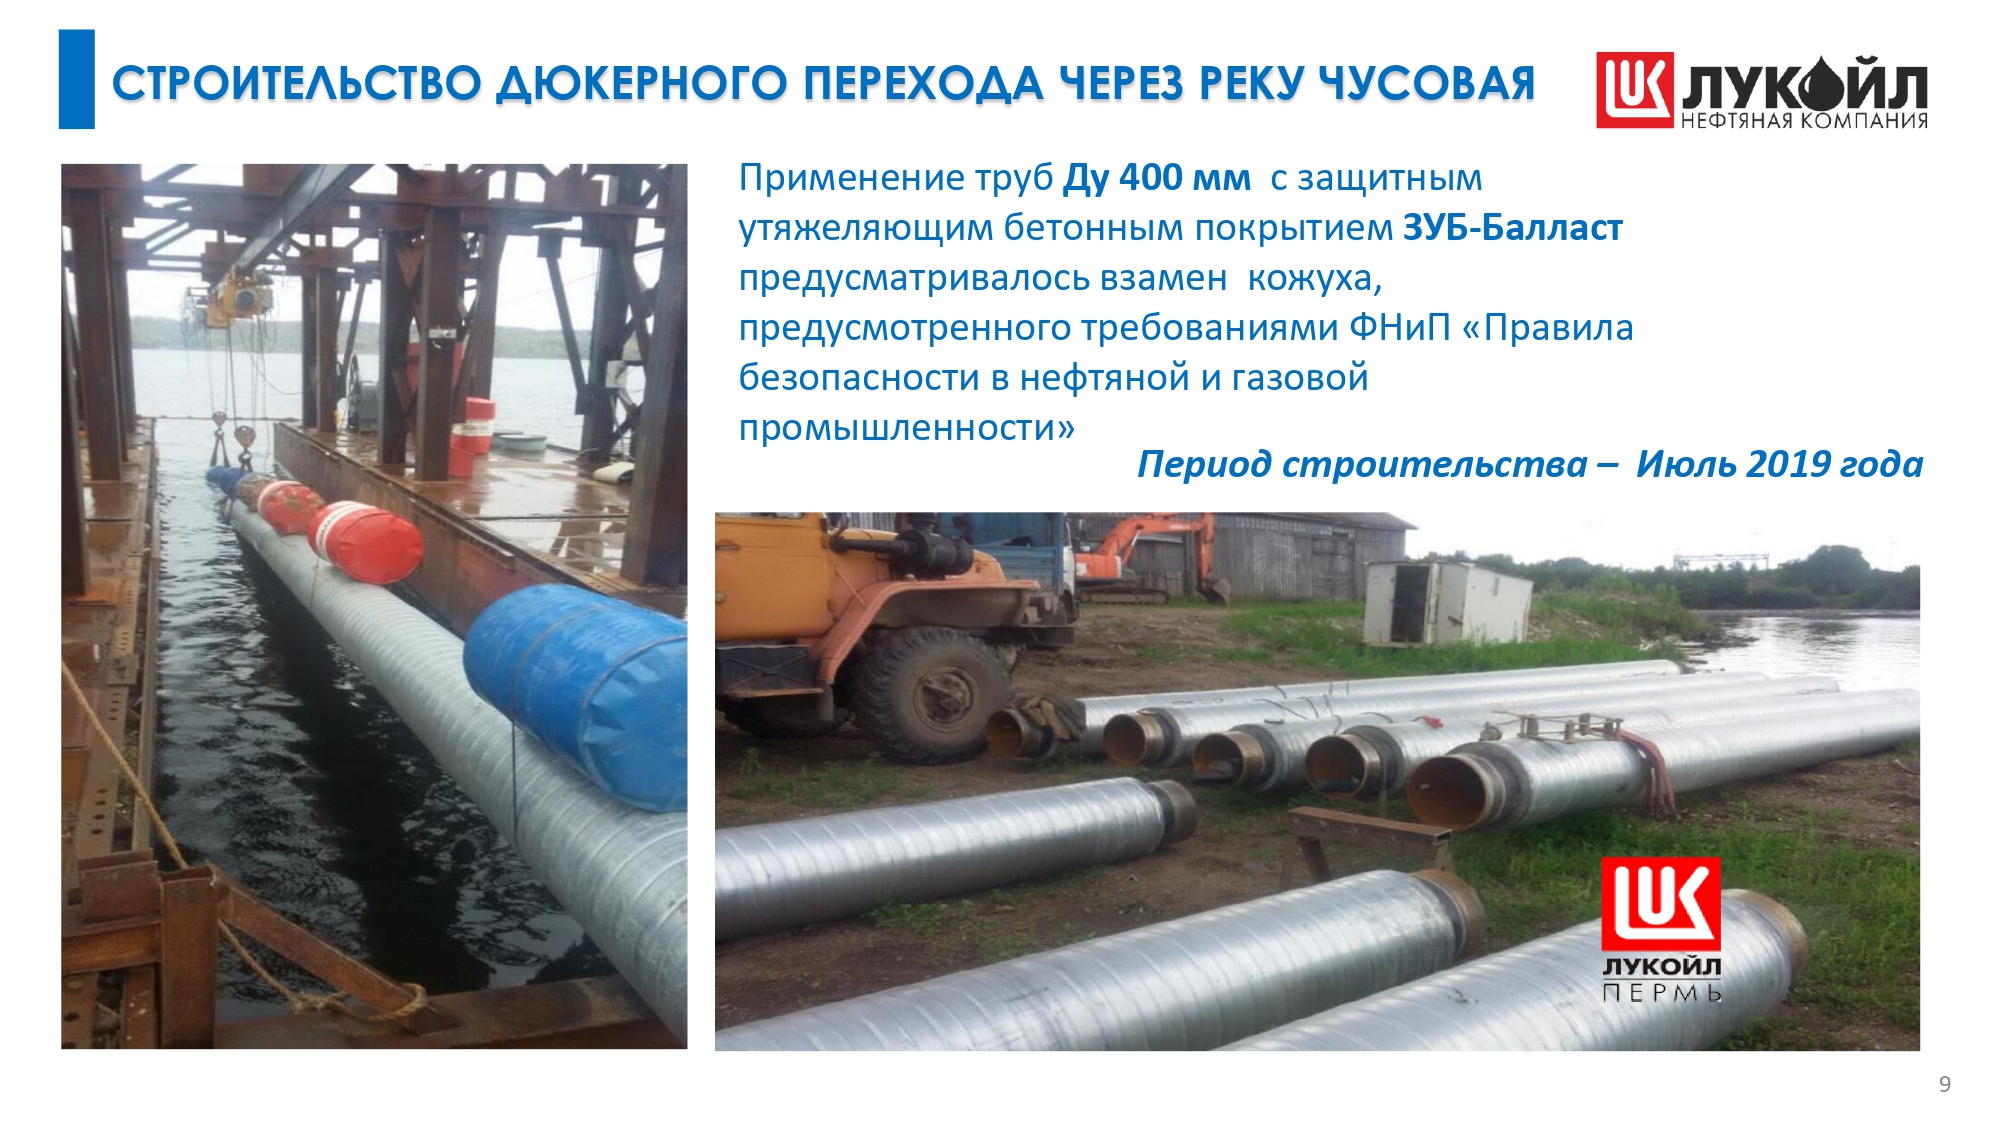 СТРОИТЕЛЬСТВО ДЮКЕРНОГО ПЕРЕХОДА ЧЕРЕЗ РЕКУ ЧУСОВАЯ
ЛУКОЙЛ
НЕФТЯНАЯ КОМПАНИЯ
Применение труб Ду 400 мм с защитным
утяжеляющим бетонным покрытием ЗУБ-Балласт
предусматривалось взамен кожуха,
предусмотренного требованиями ФНиП «Правила
безопасности в нефтяной и газовой
промышленности»
Период строительства – Июль 2019 года
ЛУКОЙЛ
ПЕРМЬ
9